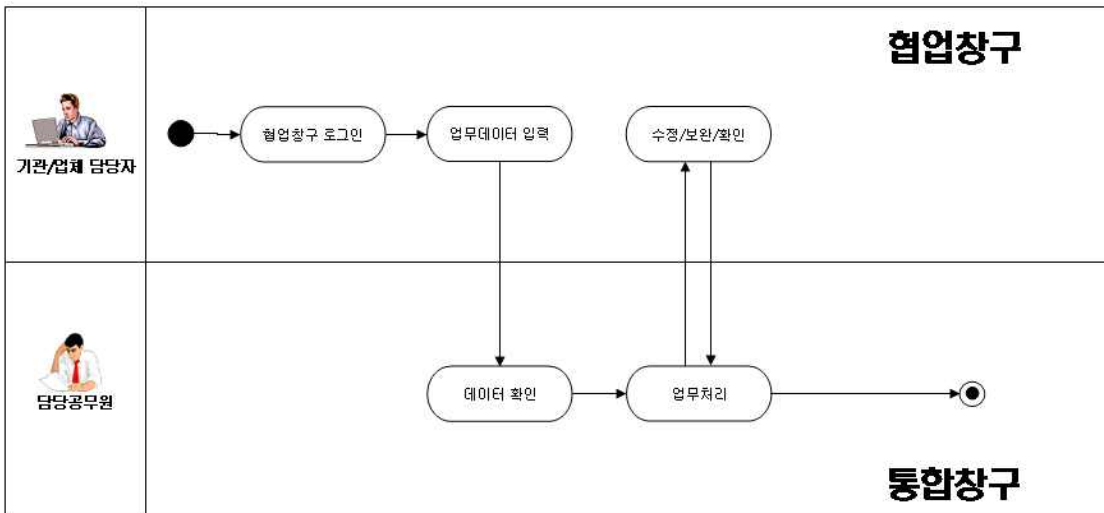 협업창구
기관/업체 담당자
협업창구 로그인
업무데이터 입력
수정/보완/확인
담당공무원
데이터 확인
업무처리
통합창구